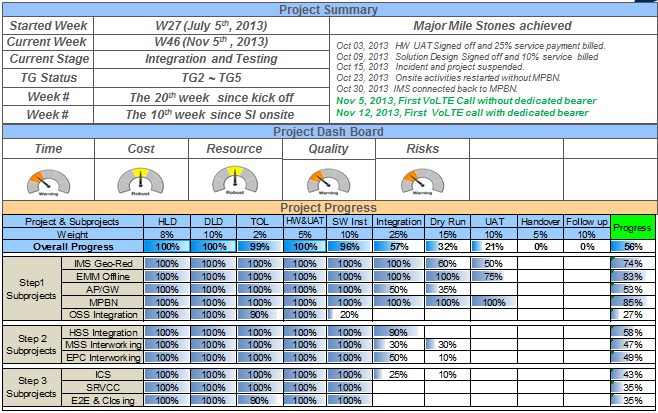 Project Summary
Started Week W27 (July 5th, 2013) Major Mile Stones achieved
Current Week W46 (Nov 5th , 2013)
Current Stage Integration and Testing
TG Status TG2 ~ TG5
Week # The 20th week since kick off
Week # The 10th week since SI onsite
Oct 03, 2013 HW UAT Signed off and 25% service payment billed.
Oct 09, 2013 Solution Design Signed off and 10% service billed
Oct 15, 2013 Incident and project suspended.
Oct 23, 2013 Onsite activities restarted without MPBN.
Oct 30, 2013 IMS connected back to MPBN.
Nov 5, 2013, First VoLTE Call without dedicated bearer
Nov 12, 2013, First VoLTE call with dedicated bearer
Project Dash Board
Time Cost Resource Quality Risks
Warning Robust Robust Warning Warning
Project Progress
Project & Subprojects HLD DLD TOL HW&UAT SW Inst Integration Dry Run UAT Handover Follow up Progress
Weight 8% 10% 2% 5% 10% 25% 15% 10% 5% 10%
Overall Progress 100% 100% 99% 100% 96% 57% 32% 21% 0% 0% 56%
Step1 Subprojects
IMS Geo-Red 100% 100% 100% 100% 100% 100% 60% 50% 74%
EMM Offline 100% 100% 100% 100% 100% 100% 100% 75% 83%
AP/GW 100% 100% 100% 100% 100% 50% 35% 53%
MPBN 100% 100% 100% 100% 100% 100% 100% 100% 85%
OSS Integration 100% 100% 90% 100% 20% 27%
Step 2 Subprojects
HSS Integration 100% 100% 100% 100% 100% 90% 58%
MSS Interworking 100% 100% 100% 100% 100% 30% 30% 47%
EPC Interworking 100% 100% 100% 100% 100% 50% 10% 49%
Step 3 Subprojects
ICS 100% 100% 100% 100% 100% 25% 10% 43%
SRVCC 100% 100% 100% 100% 100% 35%
E2E & Closing 100% 100% 90% 100% 100% 35%